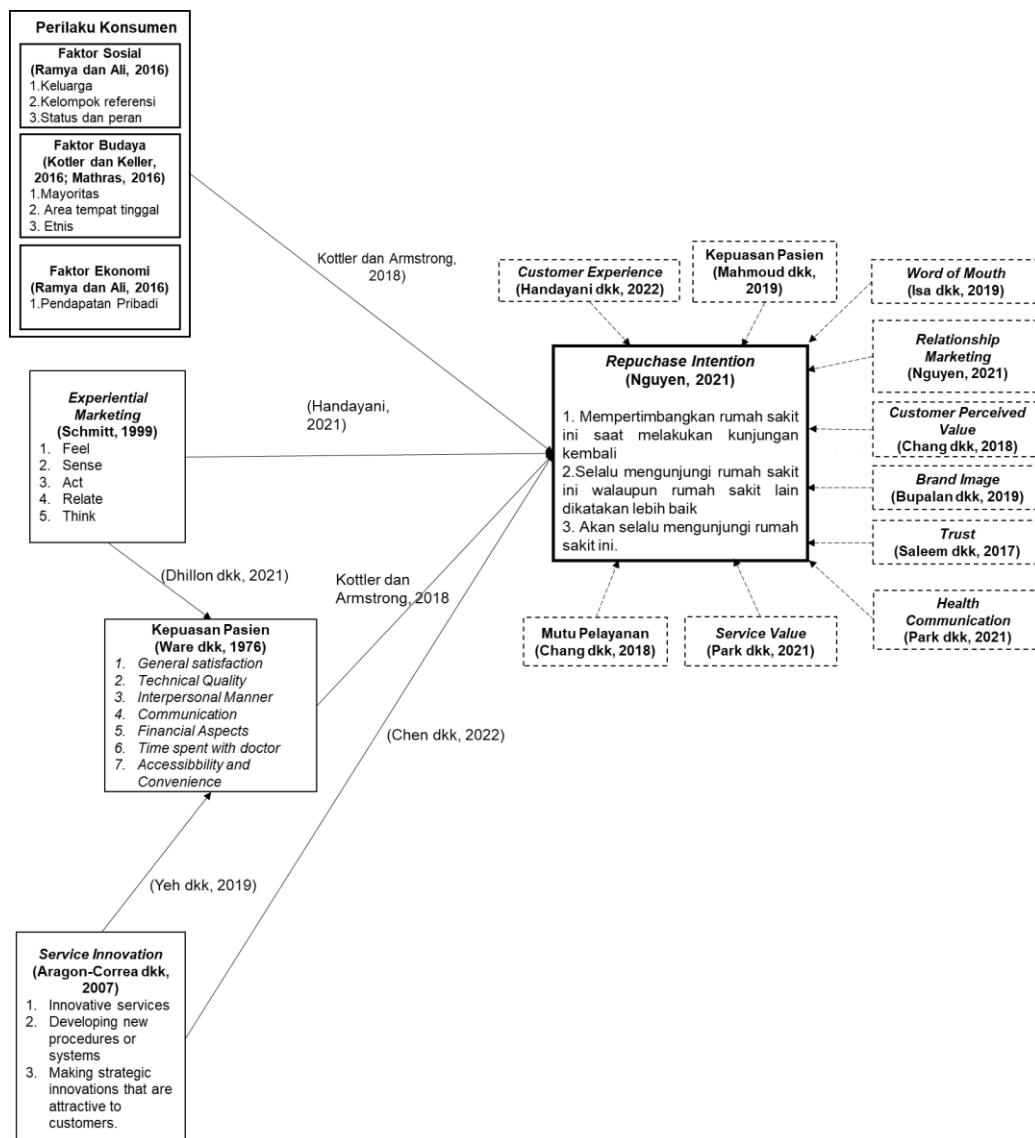 Perilaku Konsumen
Faktor Sosial
(Ramya dan Ali, 2016)
1.Keluarga
2.Kelompok referensi
3.Status dan peran
Faktor Budaya
(Kotler dan Keller,
2016; Mathras, 2016)
1.Mayoritas
2. Area tempat tinggal
3. Etnis
Faktor Ekonomi
(Ramya dan Ali, 2016)
1.Pendapatan Pribadi
Kottler dan Armstrong,
2018)
Experiential
Marketing
(Schmitt, 1999)
1. Feel
2. Sense
3. Act
4. Relate
5. Think
(Handayani,
2021)
(Dhillon dkk, 2021)
Kepuasan Pasien
(Ware dkk, 1976)
1. General satisfaction
2. Technical Quality
3. Interpersonal Manner
4. Communication
5. Financial Aspects
6. Time spent with doctor
7. Accessibbility and
Convenience
Kottler dan
Armstrong, 2018
(Chen dkk, 2022)
(Yeh dkk, 2019)
Service Innovation
(Aragon-Correa dkk,
2007)
1. Innovative services
2. Developing new
procedures or
systems
3. Making strategic
innovations that are
attractive to
customers.
Customer Experience
(Handayani dkk, 2022)
Kepuasan Pasien
(Mahmoud dkk,
2019)
Word of Mouth
(Isa dkk, 2019)
Relationship
Marketing
(Nguyen, 2021)
Customer Perceived
Value
(Chang dkk, 2018)
Brand Image
(Bupalan dkk, 2019)
Trust
(Saleem dkk, 2017)
Health
Communication
(Park dkk, 2021)
Repuchase Intention
(Nguyen, 2021)
1. Mempertimbangkan rumah sakit
ini saat melakukan kunjungan
kembali
2.Selalu mengunjungi rumah sakit
ini walaupun rumah sakit lain
dikatakan lebih baik
3. Akan selalu mengunjungi rumah
sakit ini.
Mutu Pelayanan
(Chang dkk, 2018)
Service Value
(Park dkk, 2021)